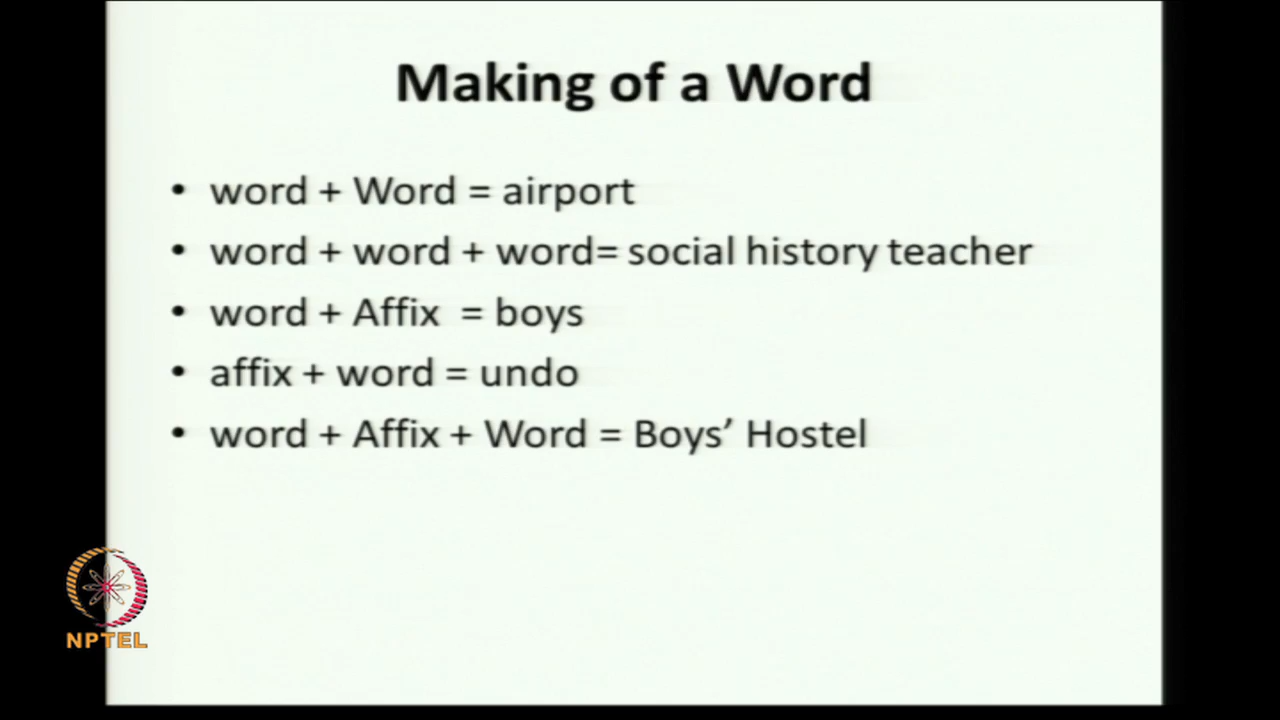 Making of a Word
• word + Word = airport
• word + word + word= social history teacher
• word + Affix = boys
• affix + word = undo
• word + Affix + Word = Boys’ Hostel
NPTEL